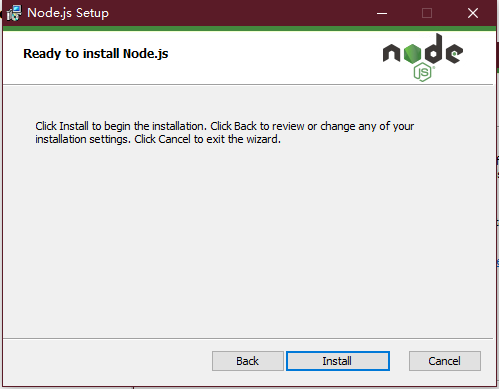 Node.js Setup
Ready to install Node.js
node
JS
Click Install to begin the installation. Click Back to review or change any of your
installation settings. Click Cancel to exit the wizard.
Back
Install
Cancel